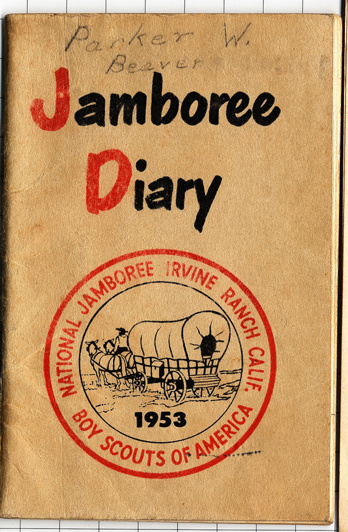 Parker W.
Beaver
Jamboree
Diary
NATIONAL JAMBOREE IRVINE RANCH CALIF.
1953
BOY SCOUTS OF AMERICA